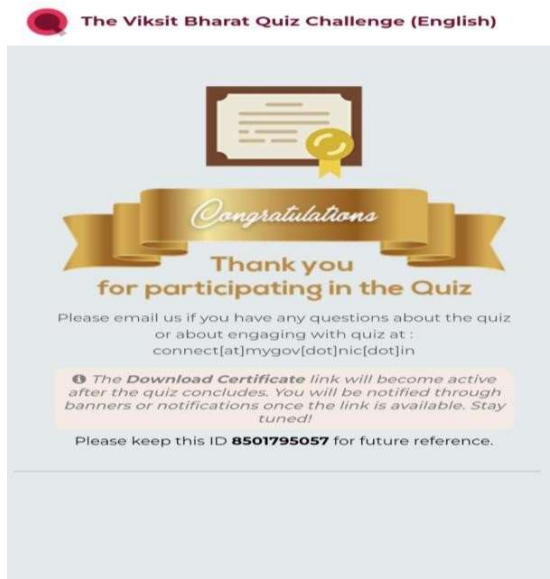 The Viksit Bharat Quiz Challenge (English)
Congratulations
Thank you
for participating in the Quiz
Please email us if you have any questions about the quiz
or about engaging with quiz at :
connect[at]mygov[dot]nic[dot]in
The Download Certificate link will become active
after the quiz concludes. You will be notified through
banners or notifications once the link is available. Stay
tuned!
Please keep this ID 8501795057 for future reference.